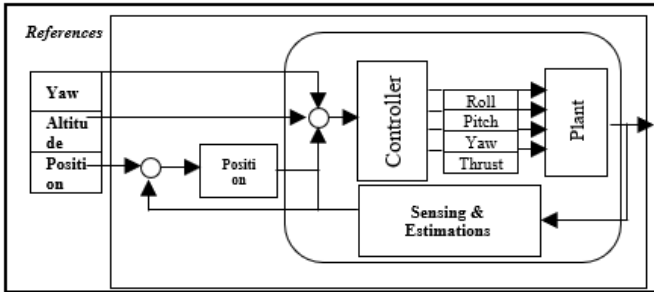 References
Yaw
Altitu
de
Positi
on
Positi
on
Controller
Roll
Pitch
Yaw
Thrust
Plant
Sensing &
Estimations